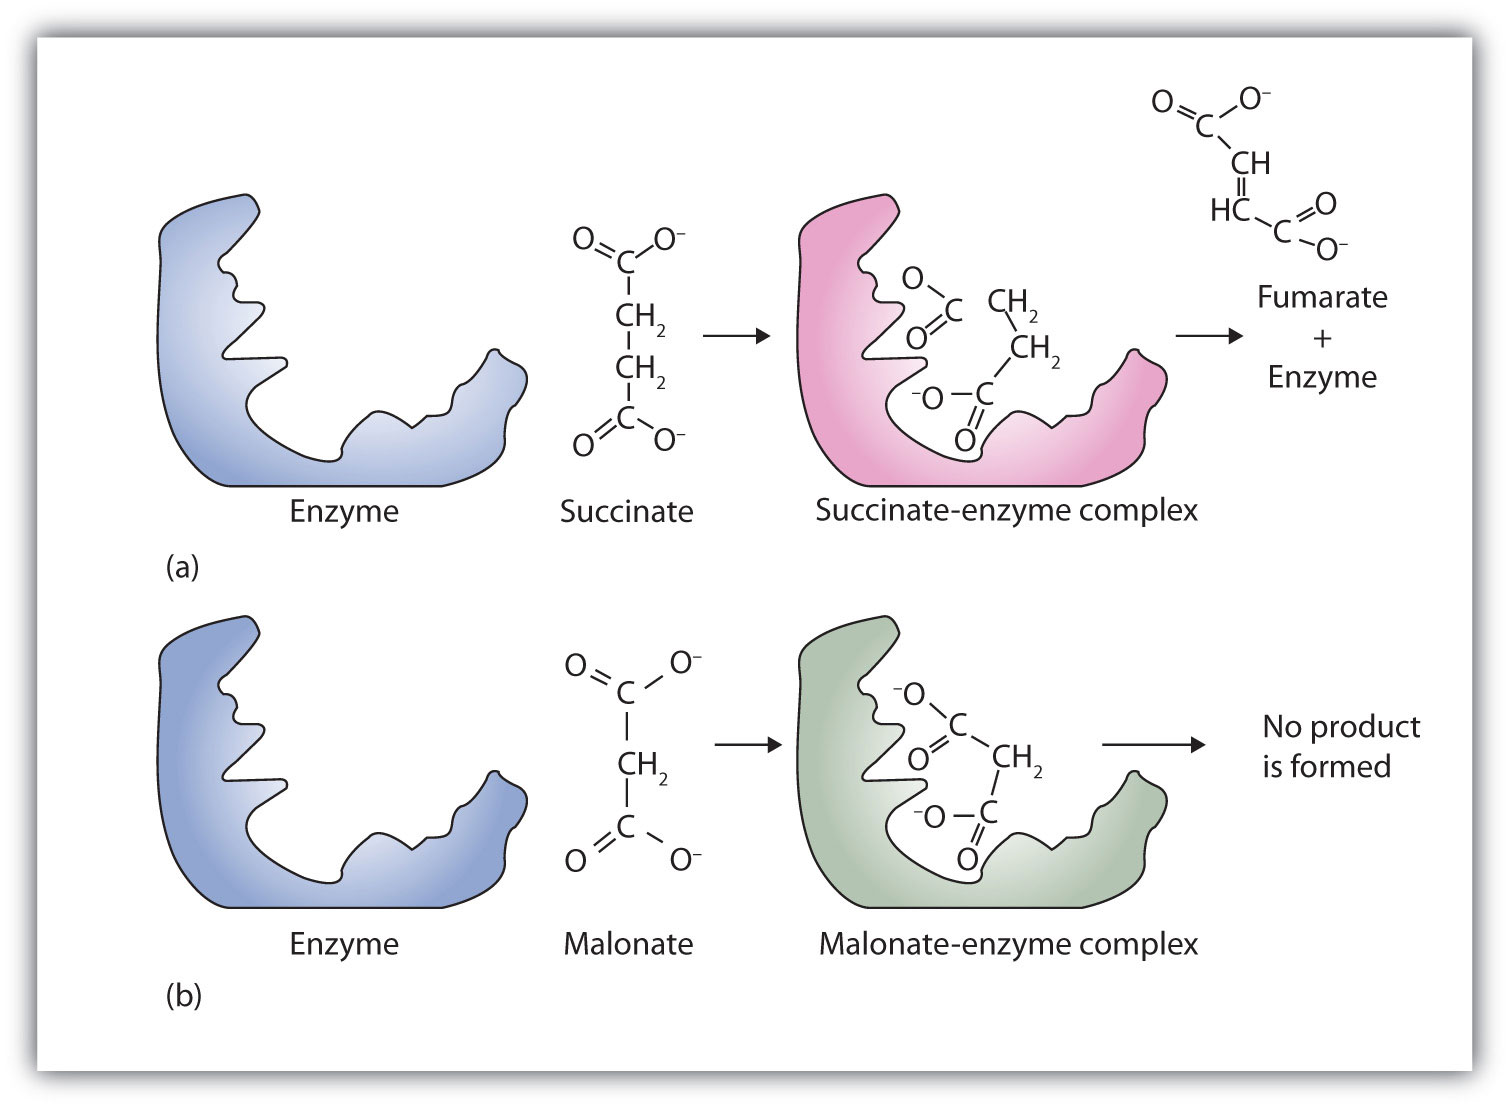 O O⁻
C
CH
HC O
C
O⁻
Fumarate
+
Enzyme
O O⁻
C
CH₂
CH₂
C
O O⁻
O
C CH₂
O
CH₂
⁻O C
O
Enzyme
Succinate
Succinate-enzyme complex
(a)
O O⁻
C
CH₂
C
O O⁻
⁻O
C
O CH₂
⁻O C
O
No product
is formed
Enzyme
Malonate
Malonate-enzyme complex
(b)